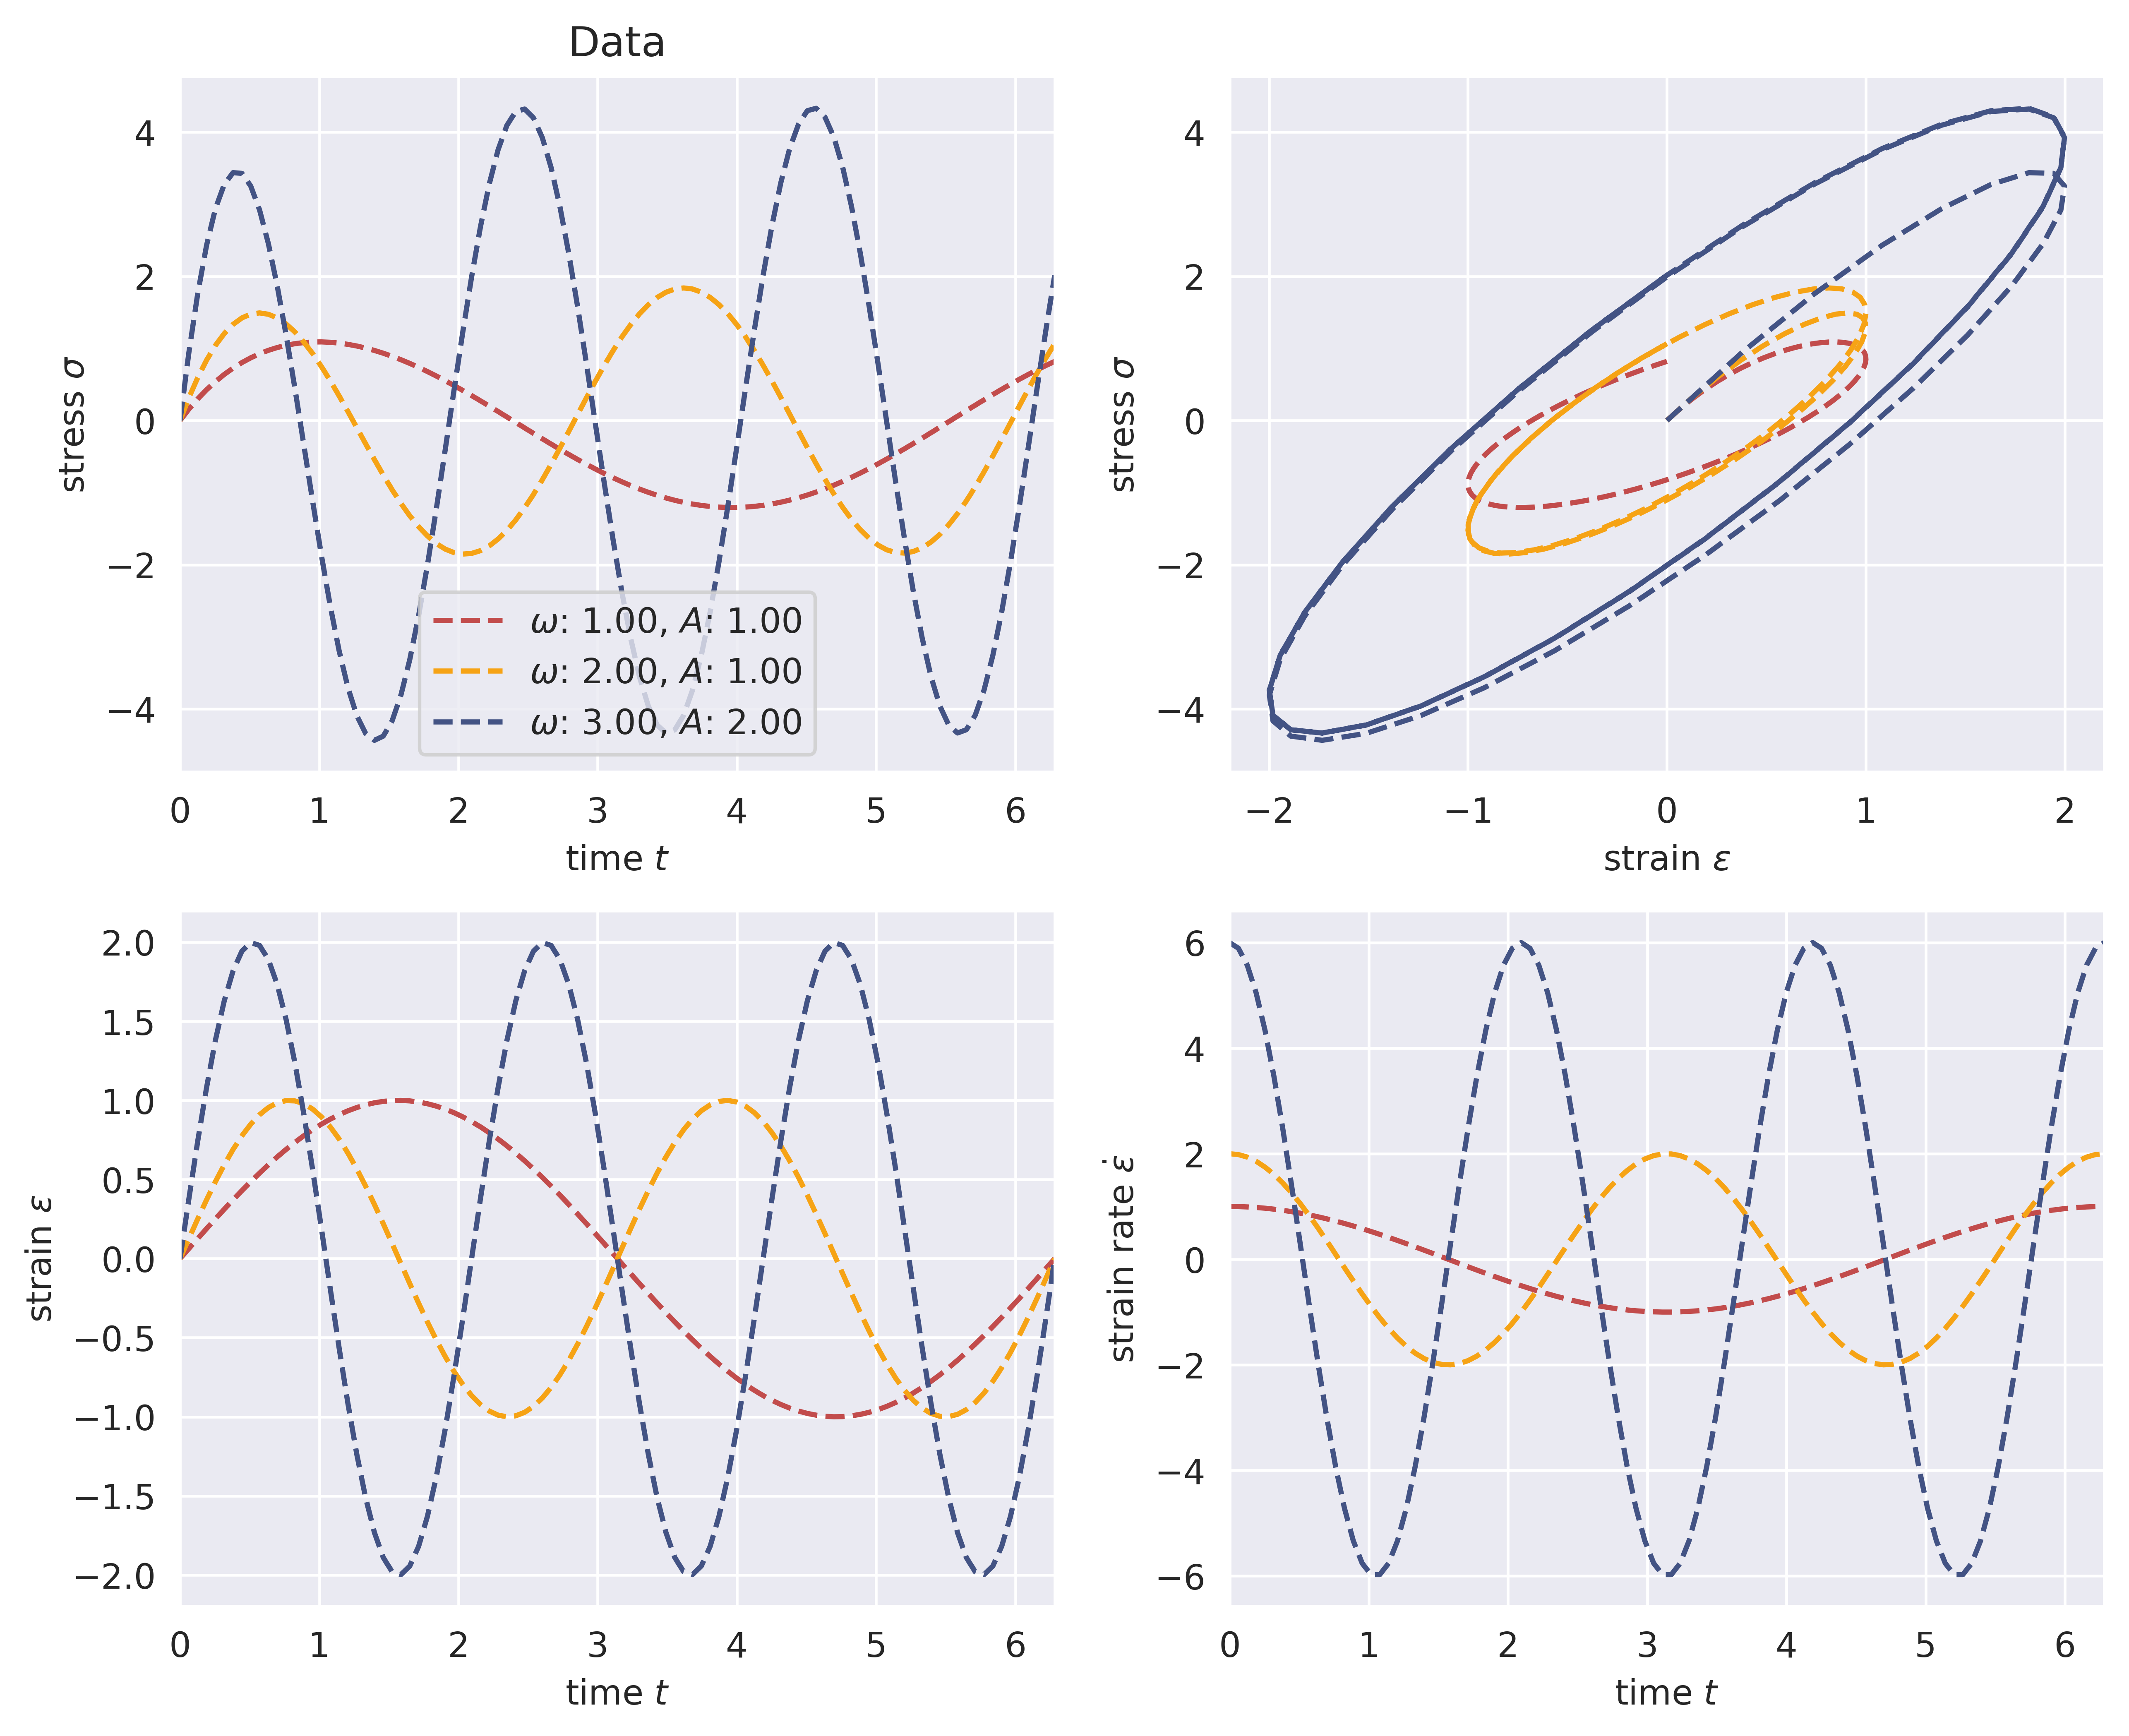 Data
4
2
0
−2
−4
stress σ
ω: 1.00, A: 1.00
ω: 2.00, A: 1.00
ω: 3.00, A: 2.00
0 1 2 3 4 5 6
time t
4
2
0
−2
−4
stress σ
−2 −1 0 1 2
strain ε
2.0
1.5
1.0
0.5
0.0
−0.5
−1.0
−1.5
−2.0
strain ε
0 1 2 3 4 5 6
time t
6
4
2
0
−2
−4
−6
strain rate ε̇
0 1 2 3 4 5 6
time t